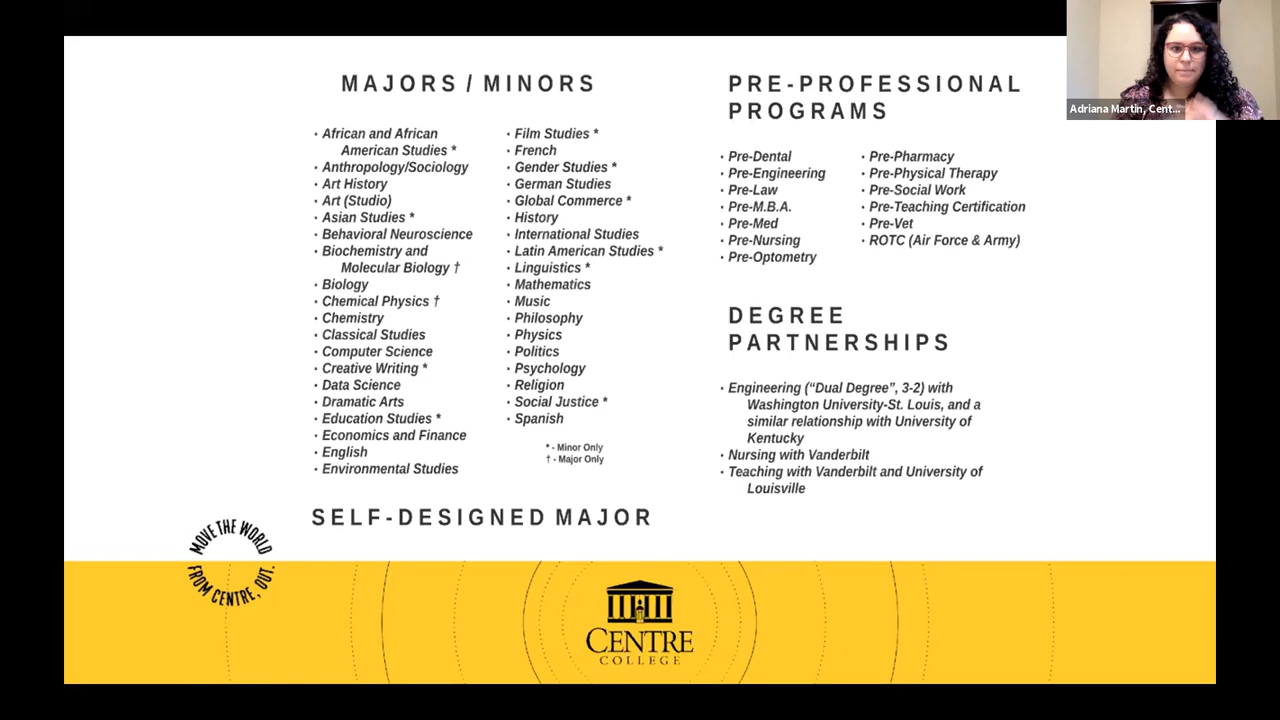 MAJORS / MINORS
· African and African
American Studies *
· Anthropology/Sociology
· Art History
· Art (Studio)
· Asian Studies *
· Behavioral Neuroscience
· Biochemistry and
Molecular Biology †
· Biology
· Chemical Physics †
· Chemistry
· Classical Studies
· Computer Science
· Creative Writing *
· Data Science
· Dramatic Arts
· Education Studies *
· Economics and Finance
· English
· Environmental Studies
· Film Studies *
· French
· Gender Studies *
· German Studies
· Global Commerce *
· History
· International Studies
· Latin American Studies *
· Linguistics *
· Mathematics
· Music
· Philosophy
· Physics
· Politics
· Psychology
· Religion
· Social Justice *
· Spanish
* - Minor Only
† - Major Only
SELF-DESIGNED MAJOR
PRE-PROFESSIONAL
PROGRAMS
· Pre-Dental
· Pre-Engineering
· Pre-Law
· Pre-M.B.A.
· Pre-Med
· Pre-Nursing
· Pre-Optometry
· Pre-Pharmacy
· Pre-Physical Therapy
· Pre-Social Work
· Pre-Teaching Certification
· Pre-Vet
· ROTC (Air Force & Army)
DEGREE
PARTNERSHIPS
· Engineering (“Dual Degree”, 3-2) with
Washington University-St. Louis, and a
similar relationship with University of
Kentucky
· Nursing with Vanderbilt
· Teaching with Vanderbilt and University of
Louisville
Adriana Martin, Cent...
MOVE THE WORLD
FROM CENTRE, OUT.
CENTRE
COLLEGE